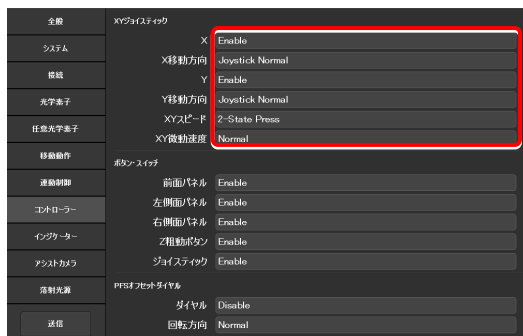 全般
システム
接続
光学素子
任意光学素子
移動動作
連動制御
コントローラー
インジケーター
アシストカメラ
落射光源
送信
XYジョイスティック
X Enable
X移動方向 Joystick Normal
Y Enable
Y移動方向 Joystick Normal
XYスピード 2-State Press
XY微動速度 Normal
ボタン・スイッチ
前面パネル Enable
左側面パネル Enable
右側面パネル Enable
Z粗動ボタン Enable
ジョイスティック Enable
PFSオフセットダイヤル
ダイヤル Disable
回転方向 Normal